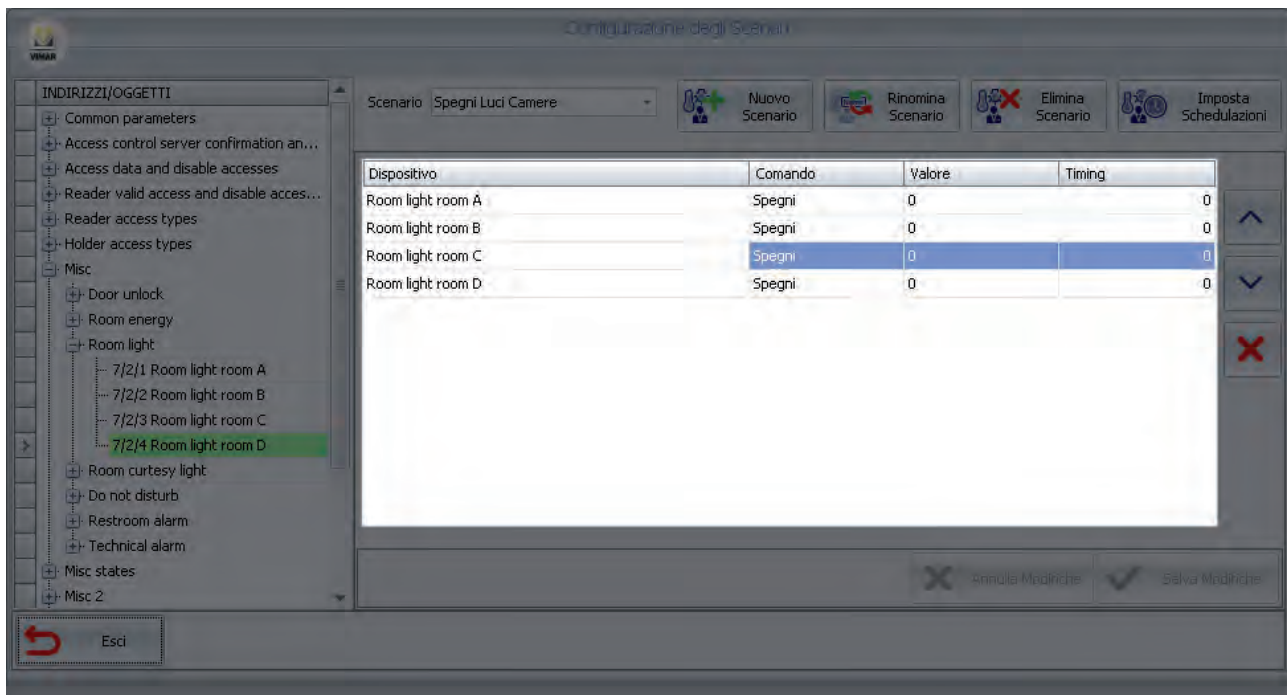 Configurazione degli Scenari
VIMAR
INDIRIZZI/OGGETTI
Common parameters
Access control server confirmation an...
Access data and disable accesses
Reader valid access and disable acces...
Reader access types
Holder access types
Misc
Door unlock
Room energy
Room light
7/2/1 Room light room A
7/2/2 Room light room B
7/2/3 Room light room C
7/2/4 Room light room D
Room curtesy light
Do not disturb
Restroom alarm
Technical alarm
Misc states
Misc 2
Scenario Spegni Luci Camere
Nuovo Scenario
Rinomina Scenario
Elimina Scenario
Imposta Schedulazioni
Dispositivo Comando Valore Timing
Room light room A Spegni 0 0
Room light room B Spegni 0 0
Room light room C Spegni 0 0
Room light room D Spegni 0 0
Annulla Modifiche
Salva Modifiche
Esci